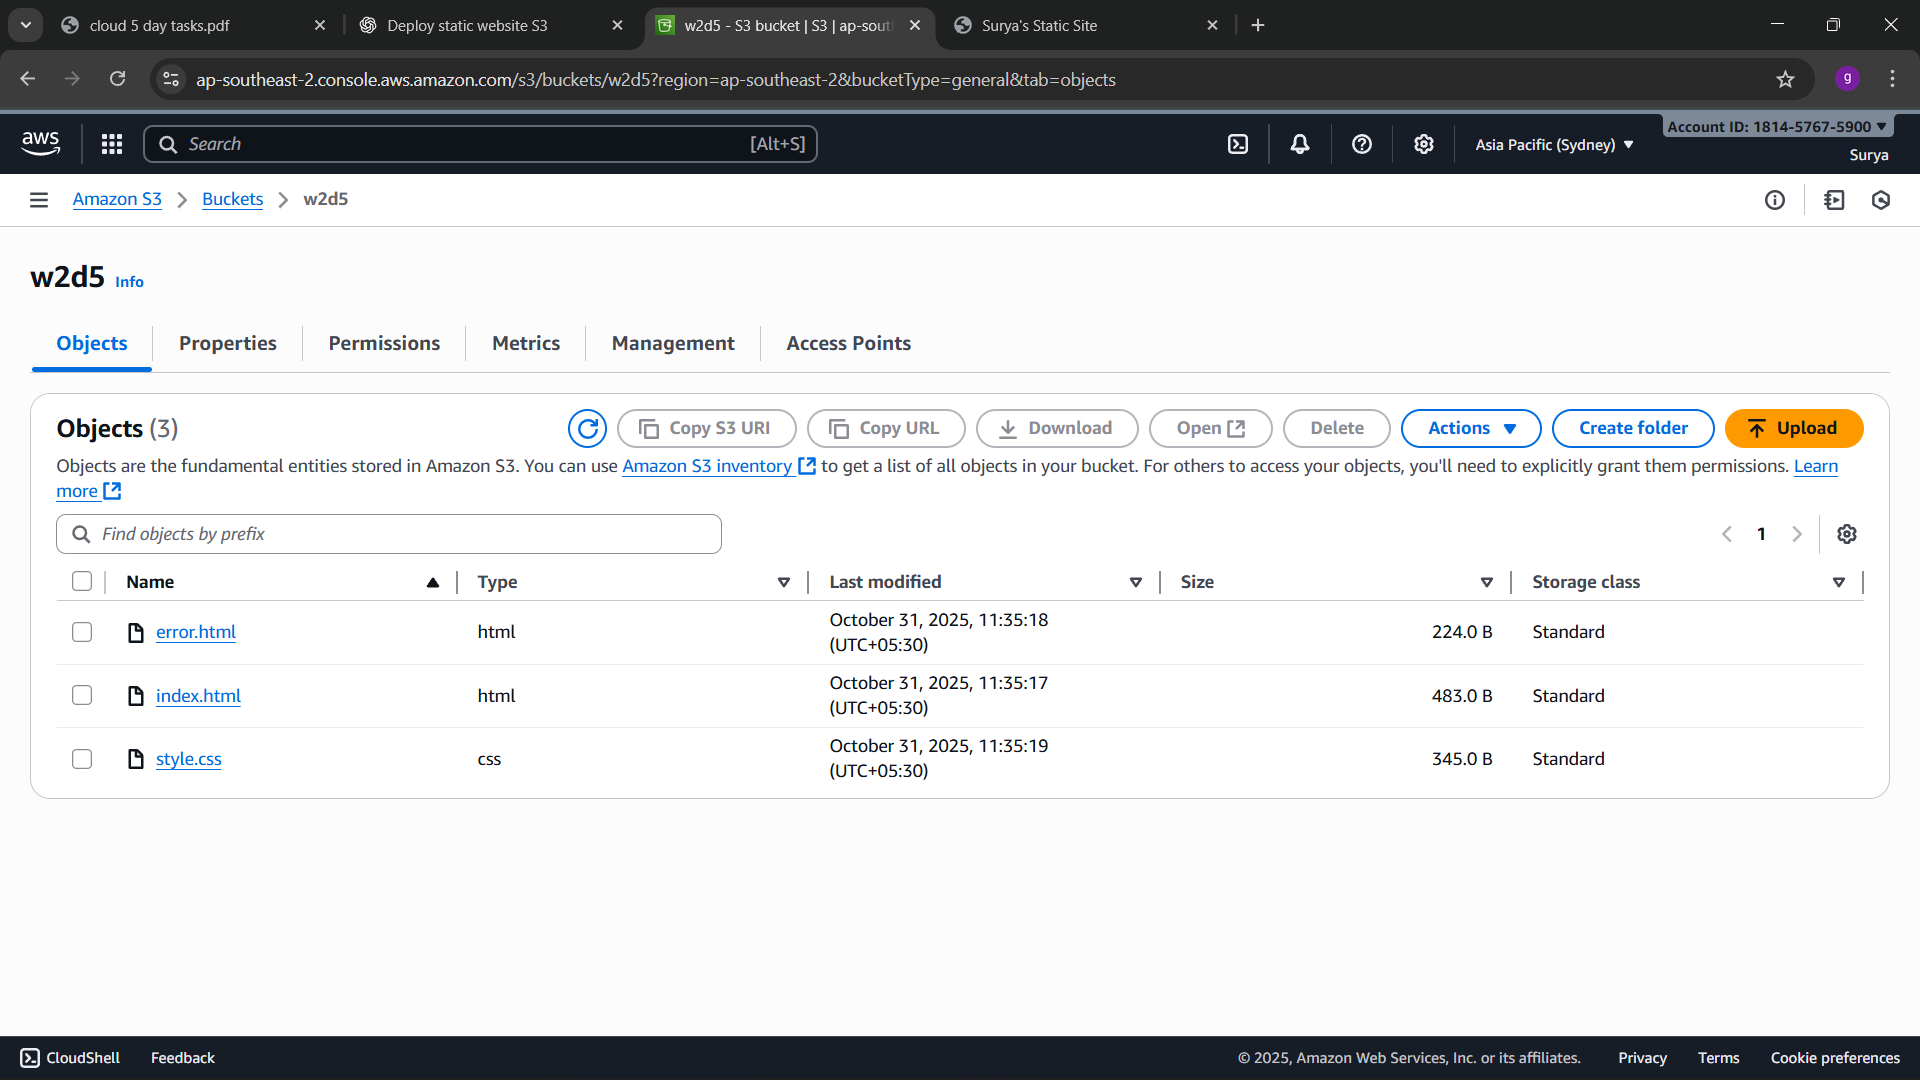 cloud 5 day tasks.pdf
Deploy static website S3
w2d5 - S3 bucket | S3 | ap-sout
Surya's Static Site
ap-southeast-2.console.aws.amazon.com/s3/buckets/w2d5?region=ap-southeast-2&bucketType=general&tab=objects
g
aws
Search
[Alt+S]
Asia Pacific (Sydney)
Account ID: 1814-5767-5900
Surya
Amazon S3
Buckets
w2d5
w2d5 Info
Objects
Properties
Permissions
Metrics
Management
Access Points
Objects (3)
Copy S3 URI
Copy URL
Download
Open
Delete
Actions
Create folder
Upload
Objects are the fundamental entities stored in Amazon S3. You can use Amazon S3 inventory to get a list of all objects in your bucket. For others to access your objects, you'll need to explicitly grant them permissions. Learn
more
Find objects by prefix
1
Name
Type
Last modified
Size
Storage class
error.html
html
October 31, 2025, 11:35:18
(UTC+05:30)
224.0 B
Standard
index.html
html
October 31, 2025, 11:35:17
(UTC+05:30)
483.0 B
Standard
style.css
css
October 31, 2025, 11:35:19
(UTC+05:30)
345.0 B
Standard
CloudShell
Feedback
© 2025, Amazon Web Services, Inc. or its affiliates.
Privacy
Terms
Cookie preferences